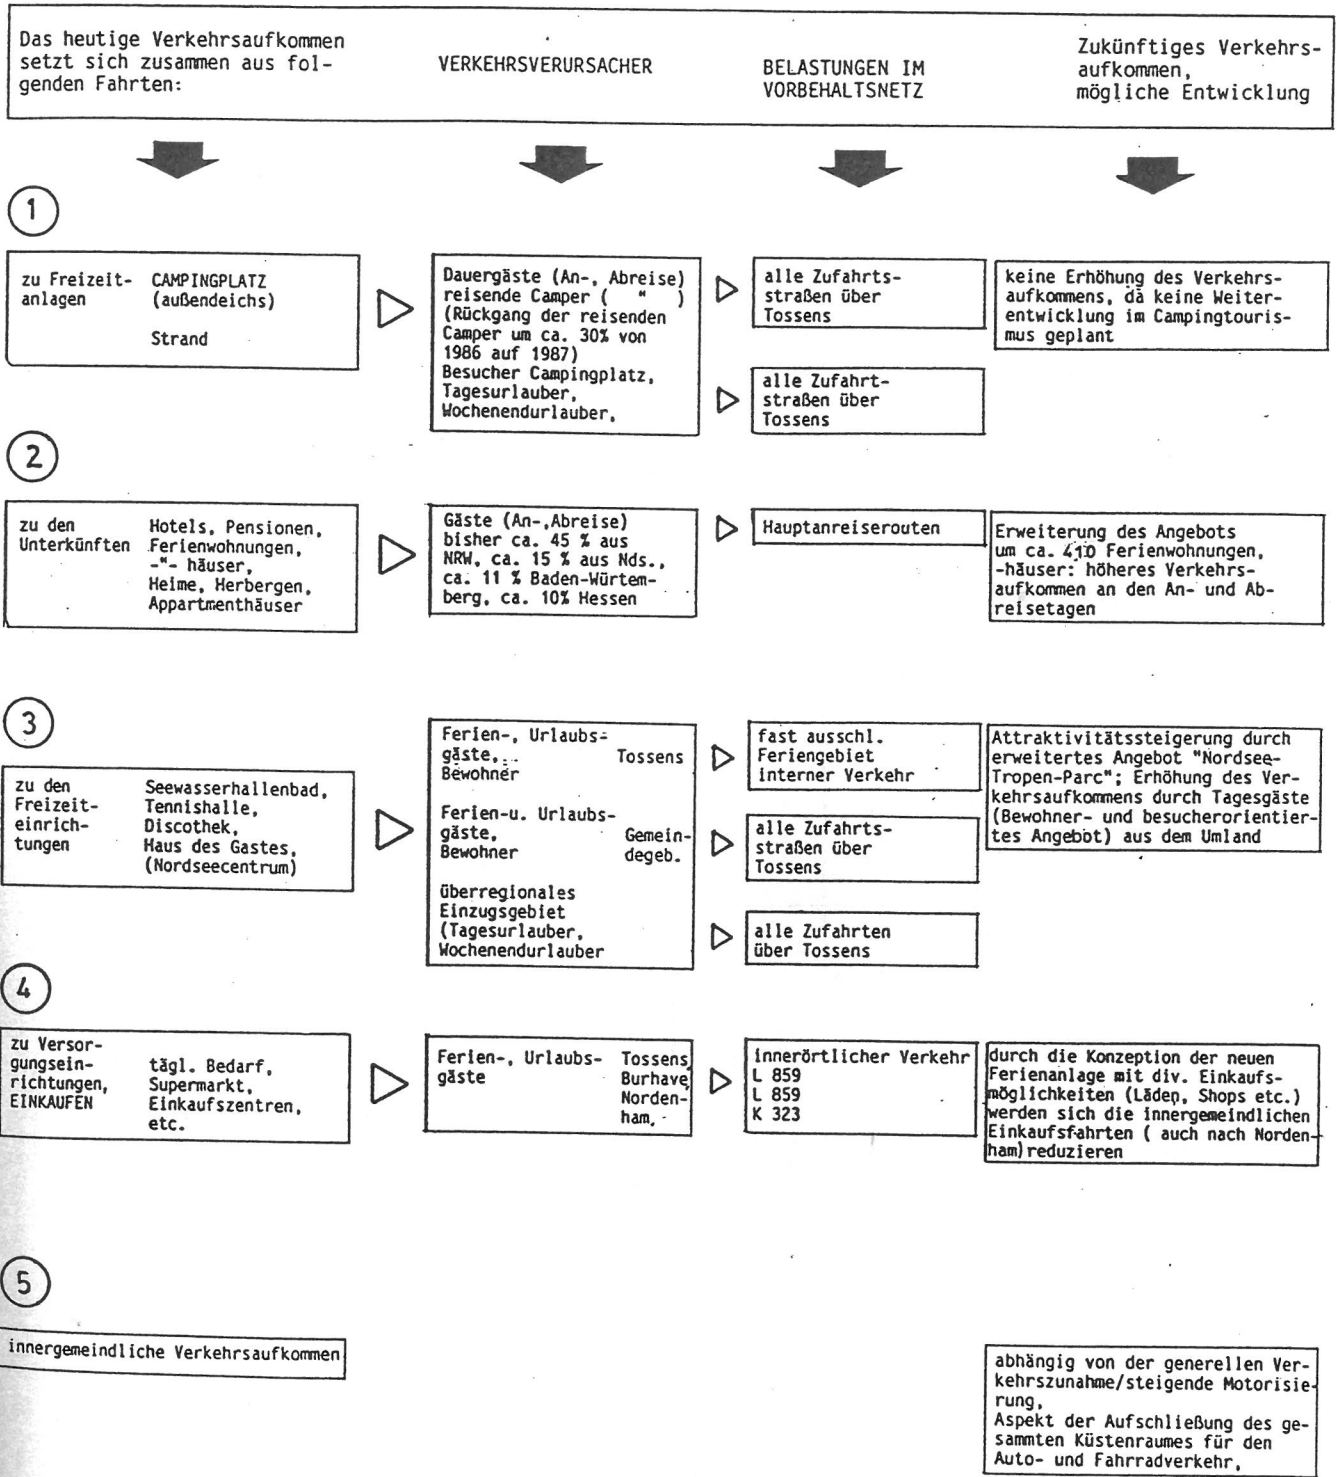 Das heutige Verkehrsaufkommen
setzt sich zusammen aus fol-
genden Fahrten:
VERKEHRSVERURSACHER
BELASTUNGEN IM
VORBEHALTSNETZ
Zukünftiges Verkehrs-
aufkommen,
mögliche Entwicklung
1
zu Freizeit-
anlagen
CAMPINGPLATZ
(außendeichs)
Strand
Dauergäste (An-, Abreise)
reisende Camper ( " )
(Rückgang der reisenden
Camper um ca. 30% von
1986 auf 1987)
Besucher Campingplatz,
Tagesurlauber,
Wochenendurlauber,
alle Zufahrts-
straßen über
Tossens
alle Zufahrt-
straßen über
Tossens
keine Erhöhung des Verkehrs-
aufkommens, da keine Weiter-
entwicklung im Campingtouris-
mus geplant
2
zu den
Unterkünften
Hotels, Pensionen,
Ferienwohnungen,
-"- häuser,
Heime, Herbergen,
Appartmenthäuser
Gäste (An-,Abreise)
bisher ca. 45 % aus
NRW, ca. 15 % aus Nds.,
ca. 11 % Baden-Würtem-
berg, ca. 10% Hessen
Hauptanreiserouten
Erweiterung des Angebots
um ca. 410 Ferienwohnungen,
-häuser: höheres Verkehrs-
aufkommen an den An- und Ab-
reisetagen
3
zu den
Freizeit-
einrich-
tungen
Seewasserhallenbad,
Tennishalle,
Discothek,
Haus des Gastes,
(Nordseecentrum)
Ferien-, Urlaubs-
gäste,
Bewohner
Tossens
Ferien-u. Urlaubs-
gäste,
Bewohner
Gemein-
degeb.
überregionales
Einzugsgebiet
(Tagesurlauber,
Wochenendurlauber
fast ausschl.
Feriengebiet
interner Verkehr
alle Zufahrts-
straßen über
Tossens
alle Zufahrten
über Tossens
Attraktivitätssteigerung durch
erweitertes Angebot "Nordsee-
Tropen-Parc"; Erhöhung des Ver-
kehrsaufkommens durch Tagesgäste
(Bewohner- und besucherorientier-
tes Angebot) aus dem Umland
4
zu Versor-
gungsein-
richtungen,
EINKAUFEN
tägl. Bedarf,
Supermarkt,
Einkaufszentren,
etc.
Ferien-, Urlaubs-
gäste
Tossens,
Burhave,
Norden-
ham,
innerörtlicher Verkehr
L 859
L 859
K 323
durch die Konzeption der neuen
Ferienanlage mit div. Einkaufs-
möglichkeiten (Läden, Shops etc.)
werden sich die innergemeindlichen
Einkaufsfahrten ( auch nach Norden-
ham)reduzieren
5
innergemeindliche Verkehrsaufkommen
abhängig von der generellen Ver-
kehrszunahme/steigende Motorisie-
rung,
Aspekt der Aufschließung des ge-
sammten Küstenraumes für den
Auto- und Fahrradverkehr,